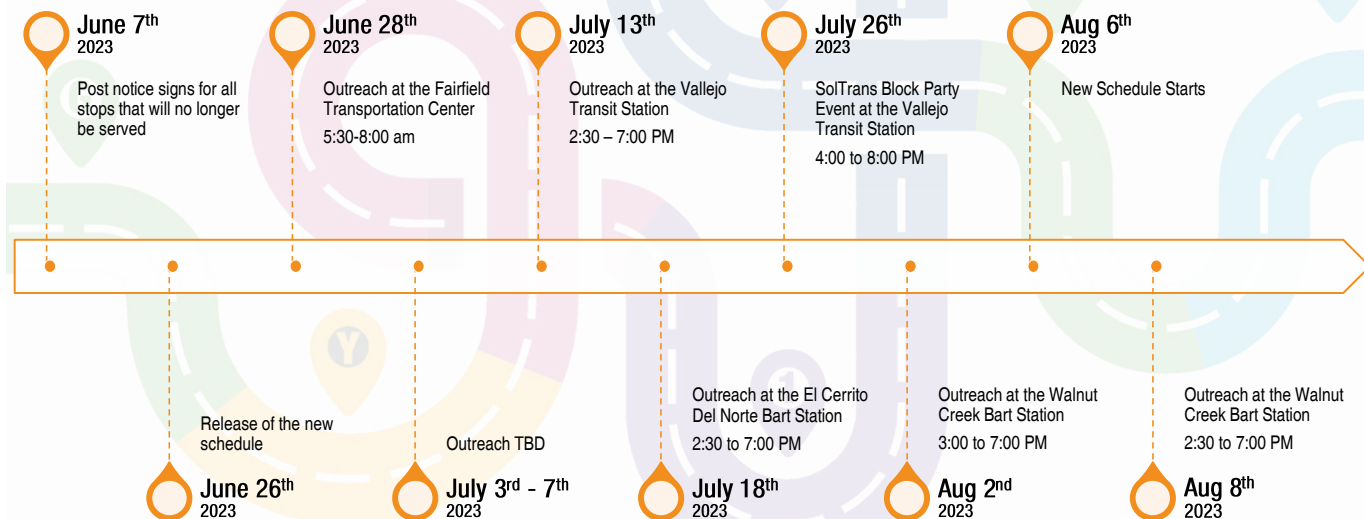 June 7th
2023
Post notice signs for all
stops that will no longer
be served
June 28th
2023
Outreach at the Fairfield
Transportation Center
5:30-8:00 am
July 13th
2023
Outreach at the Vallejo
Transit Station
2:30 – 7:00 PM
July 26th
2023
SolTrans Block Party
Event at the Vallejo
Transit Station
4:00 to 8:00 PM
Aug 6th
2023
New Schedule Starts
Y
1
Release of the new
schedule
June 26th
2023
Outreach TBD
July 3rd - 7th
2023
Outreach at the El Cerrito
Del Norte Bart Station
2:30 to 7:00 PM
July 18th
2023
Outreach at the Walnut
Creek Bart Station
3:00 to 7:00 PM
Aug 2nd
2023
Outreach at the Walnut
Creek Bart Station
2:30 to 7:00 PM
Aug 8th
2023